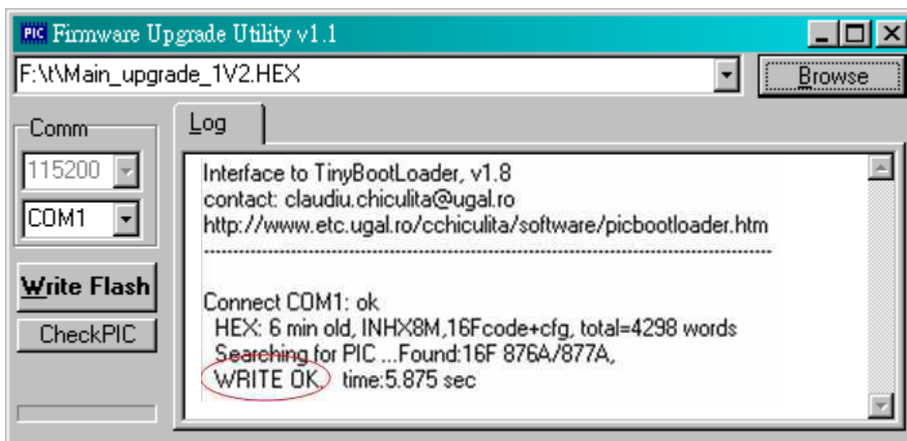 PIC Firmware Upgrade Utility v1.1
F:\t\Main_upgrade_1V2.HEX
Browse
Comm
Log
115200
COM1
Write Flash
CheckPIC
Interface to TinyBootLoader, v1.8
contact: claudiu.chiculita@ugal.ro
http://www.etc.ugal.ro/cchiculita/software/picbootloader.htm
------------------------------------------------------------
Connect COM1: ok
HEX: 6 min old, INHX8M,16Fcode+cfg, total=4298 words
Searching for PIC ...Found:16F 876A/877A,
WRITE OK, time:5.875 sec